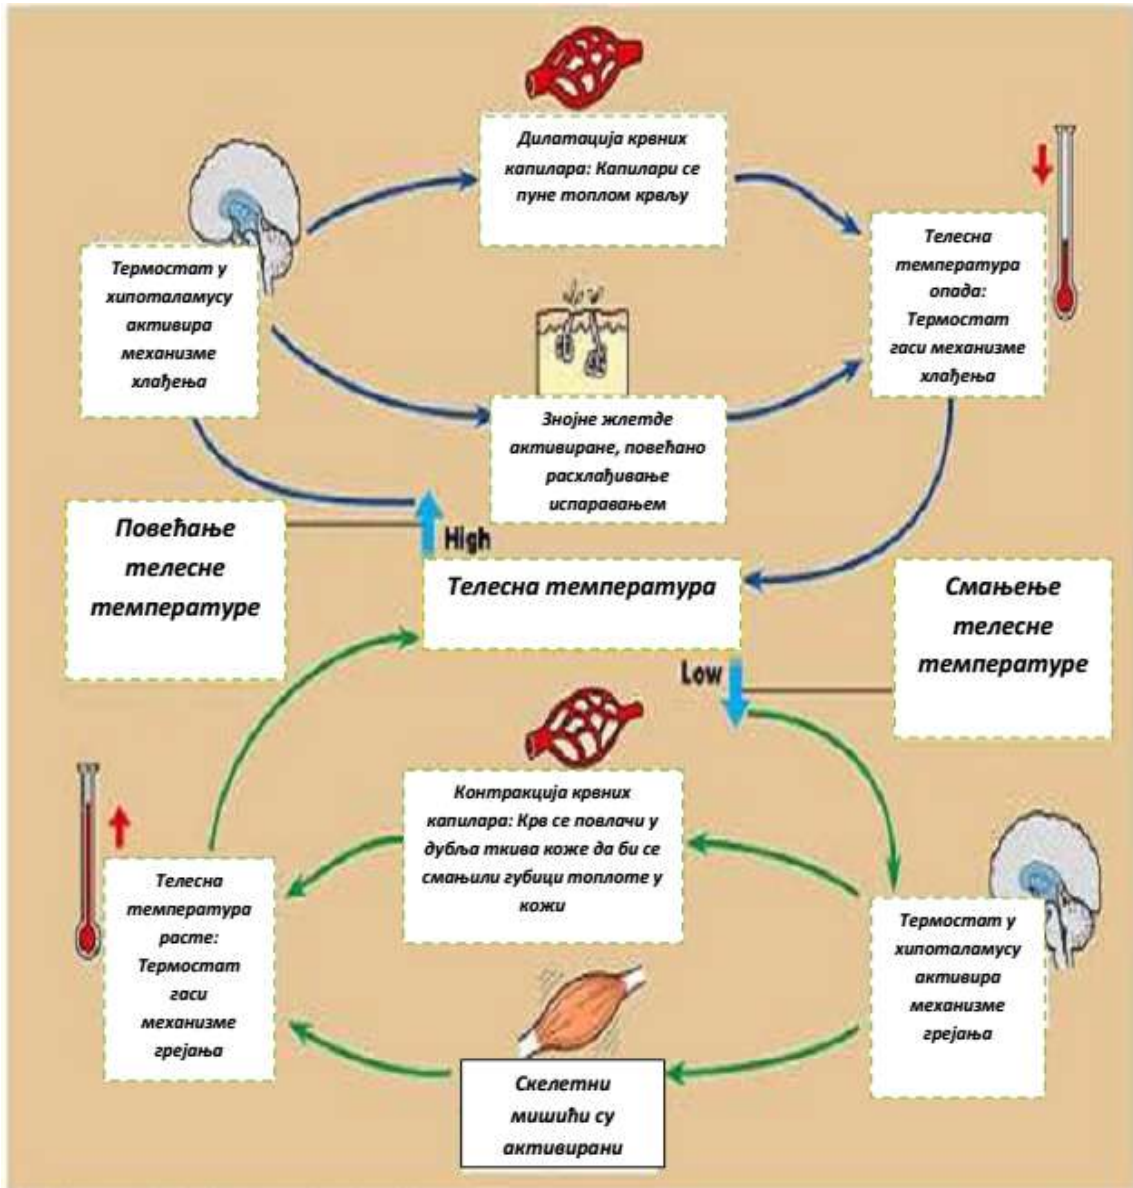 Дилатација крвних
капилара: Капилари се
пуне топлом крвљу
Термостат у
хипоталамусу
активира
механизме
хлађења
Телесна
температура
опада:
Термостат
гаси механизме
хлађења
Знојне жлетде
активиране, повећано
расхлађивање
испаравањем
Повећање
телесне
температуре
High
Телесна температура
Смањење
телесне
температуре
Low
Контракција крвних
капилара: Крв се повлачи у
дубља ткива коже да би се
смањили губици топлоте у
кожи
Телесна
температура
расте:
Термостат
гаси
механизме
грејања
Термостат у
хипоталамусу
активира
механизме
грејања
Скелетни
мишићи су
активирани